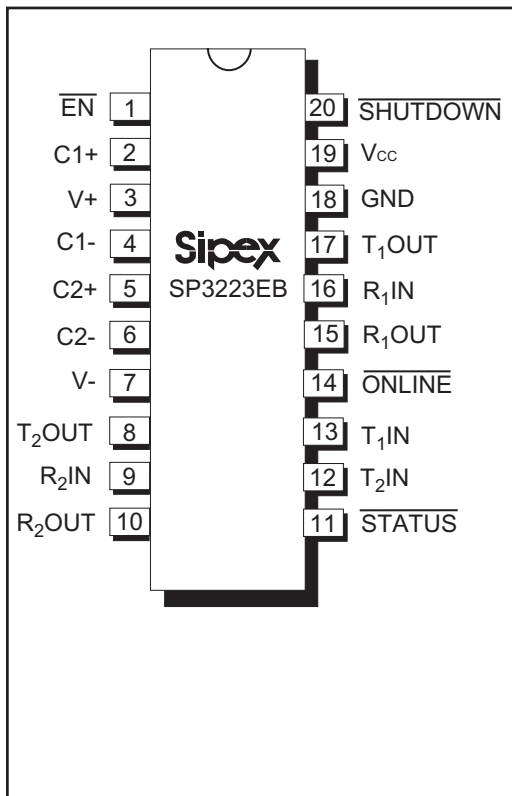 EN 1
C1+ 2
V+ 3
C1- 4
C2+ 5
C2- 6
V- 7
T₂OUT 8
R₂IN 9
R₂OUT 10
Sipex
SP3223EB
20 SHUTDOWN
19 Vcc
18 GND
17 T₁OUT
16 R₁IN
15 R₁OUT
14 ONLINE
13 T₁IN
12 T₂IN
11 STATUS